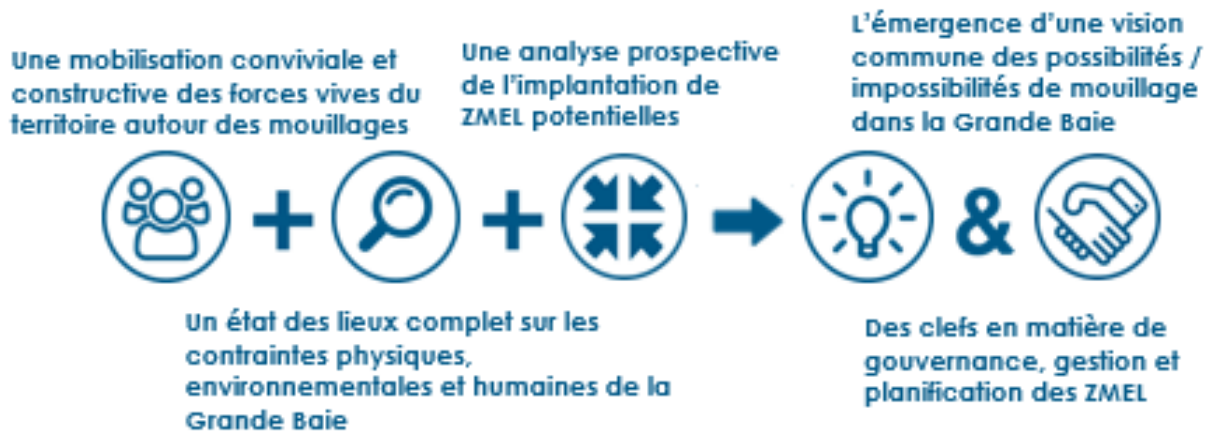 Une mobilisation conviviale et
constructive des forces vives du
territoire autour des mouillages
+
Un état des lieux complet sur les
contraintes physiques,
environnementales et humaines de la
Grande Baie
+
Une analyse prospective
de l'implantation de
ZMEL potentielles
L'émergence d'une vision
commune des possibilités /
impossibilités de mouillage
dans la Grande Baie
&
Des clefs en matière de
gouvernance, gestion et
planification des ZMEL